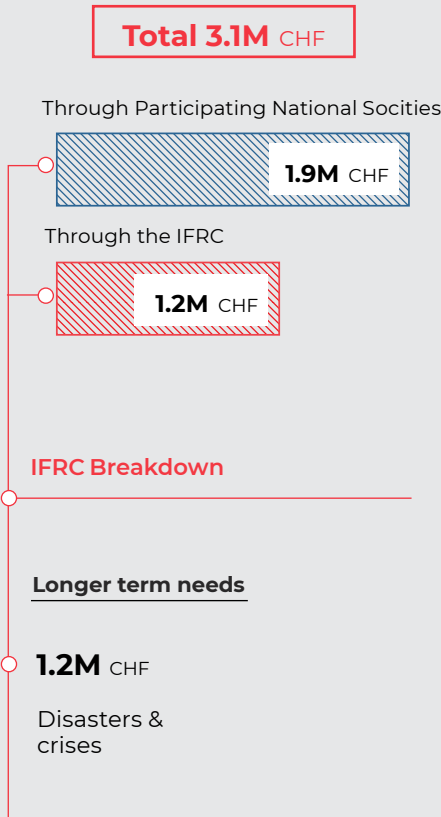 Total 3.1M CHF
Through Participating National Socities
1.9M CHF
Through the IFRC
1.2M CHF
IFRC Breakdown
Longer term needs
1.2M CHF
Disasters &
crises